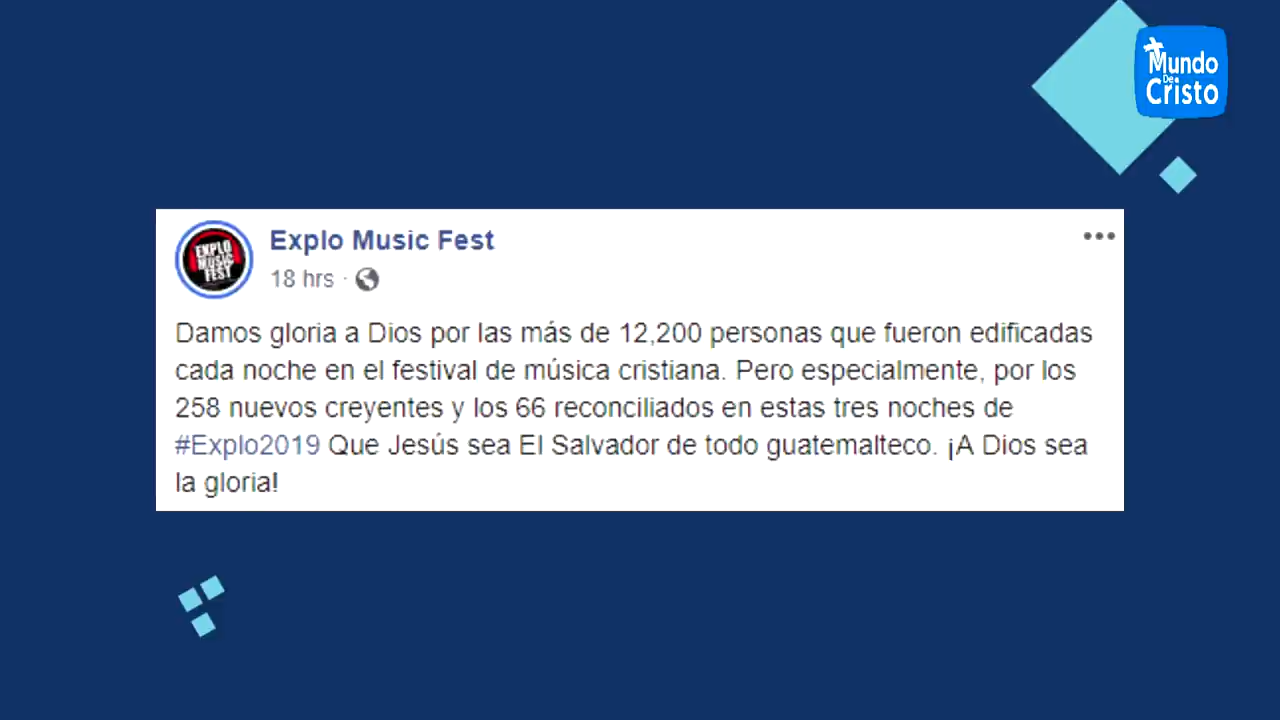 Mundo
De
Cristo
EXPLO
MUSIC
FEST
Explo Music Fest
18 hrs ·
Damos gloria a Dios por las más de 12,200 personas que fueron edificadas
cada noche en el festival de música cristiana. Pero especialmente, por los
258 nuevos creyentes y los 66 reconciliados en estas tres noches de
#Explo2019 Que Jesús sea El Salvador de todo guatemalteco. ¡A Dios sea
la gloria!